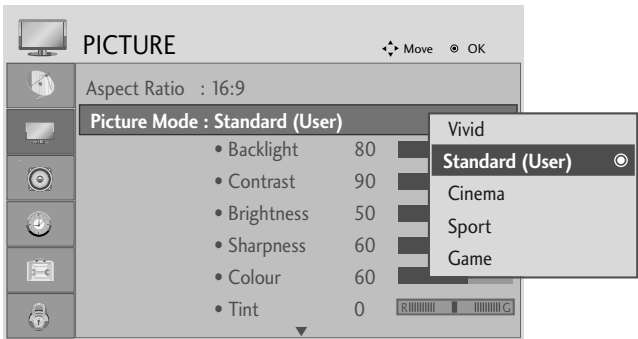 PICTURE
Move OK
Aspect Ratio : 16:9
Picture Mode : Standard (User)
• Backlight 80
• Contrast 90
• Brightness 50
• Sharpness 60
• Colour 60
• Tint 0 R G
Vivid
Standard (User)
Cinema
Sport
Game